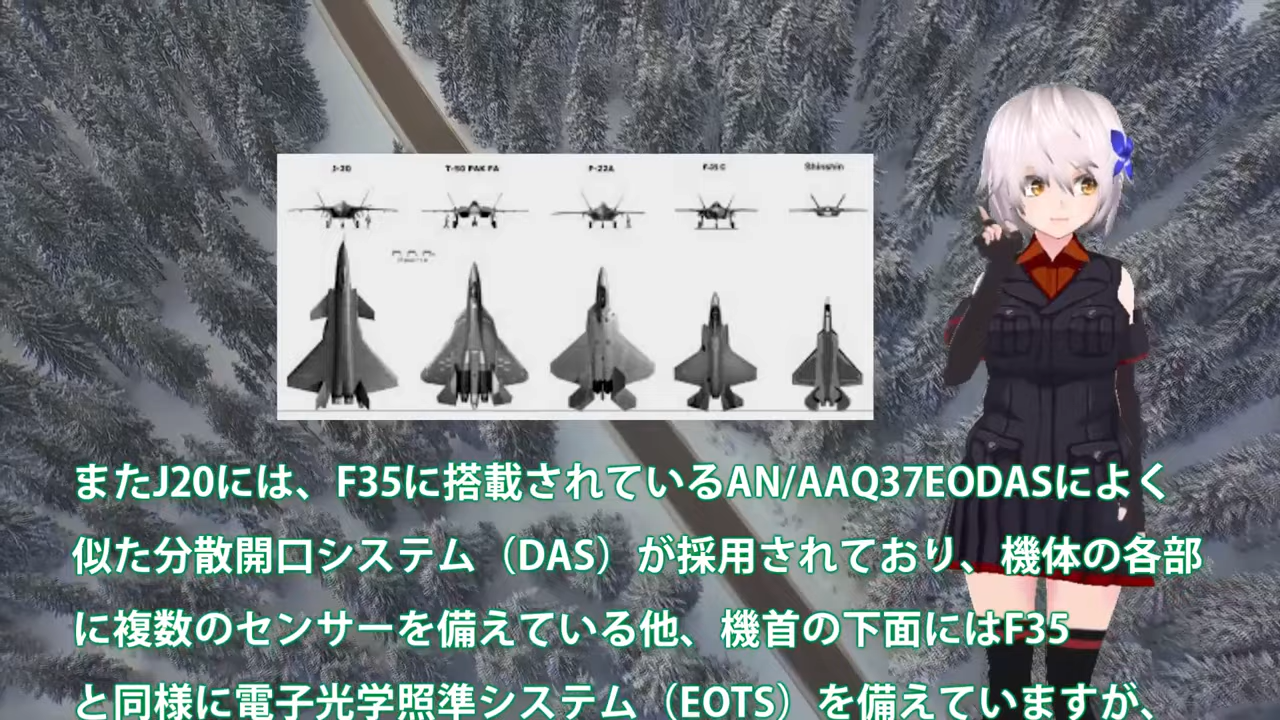 J-20
T-50 PAK FA
F-22A
F-35 C
Shinshin
またJ20には、F35に搭載されているAN/AAQ37EODASによく
似た分散開口システム（DAS）が採用されており、機体の各部
に複数のセンサーを備えている他、機首の下面にはF35
と同様に電子光学照準システム（EOTS）を備えていますが、